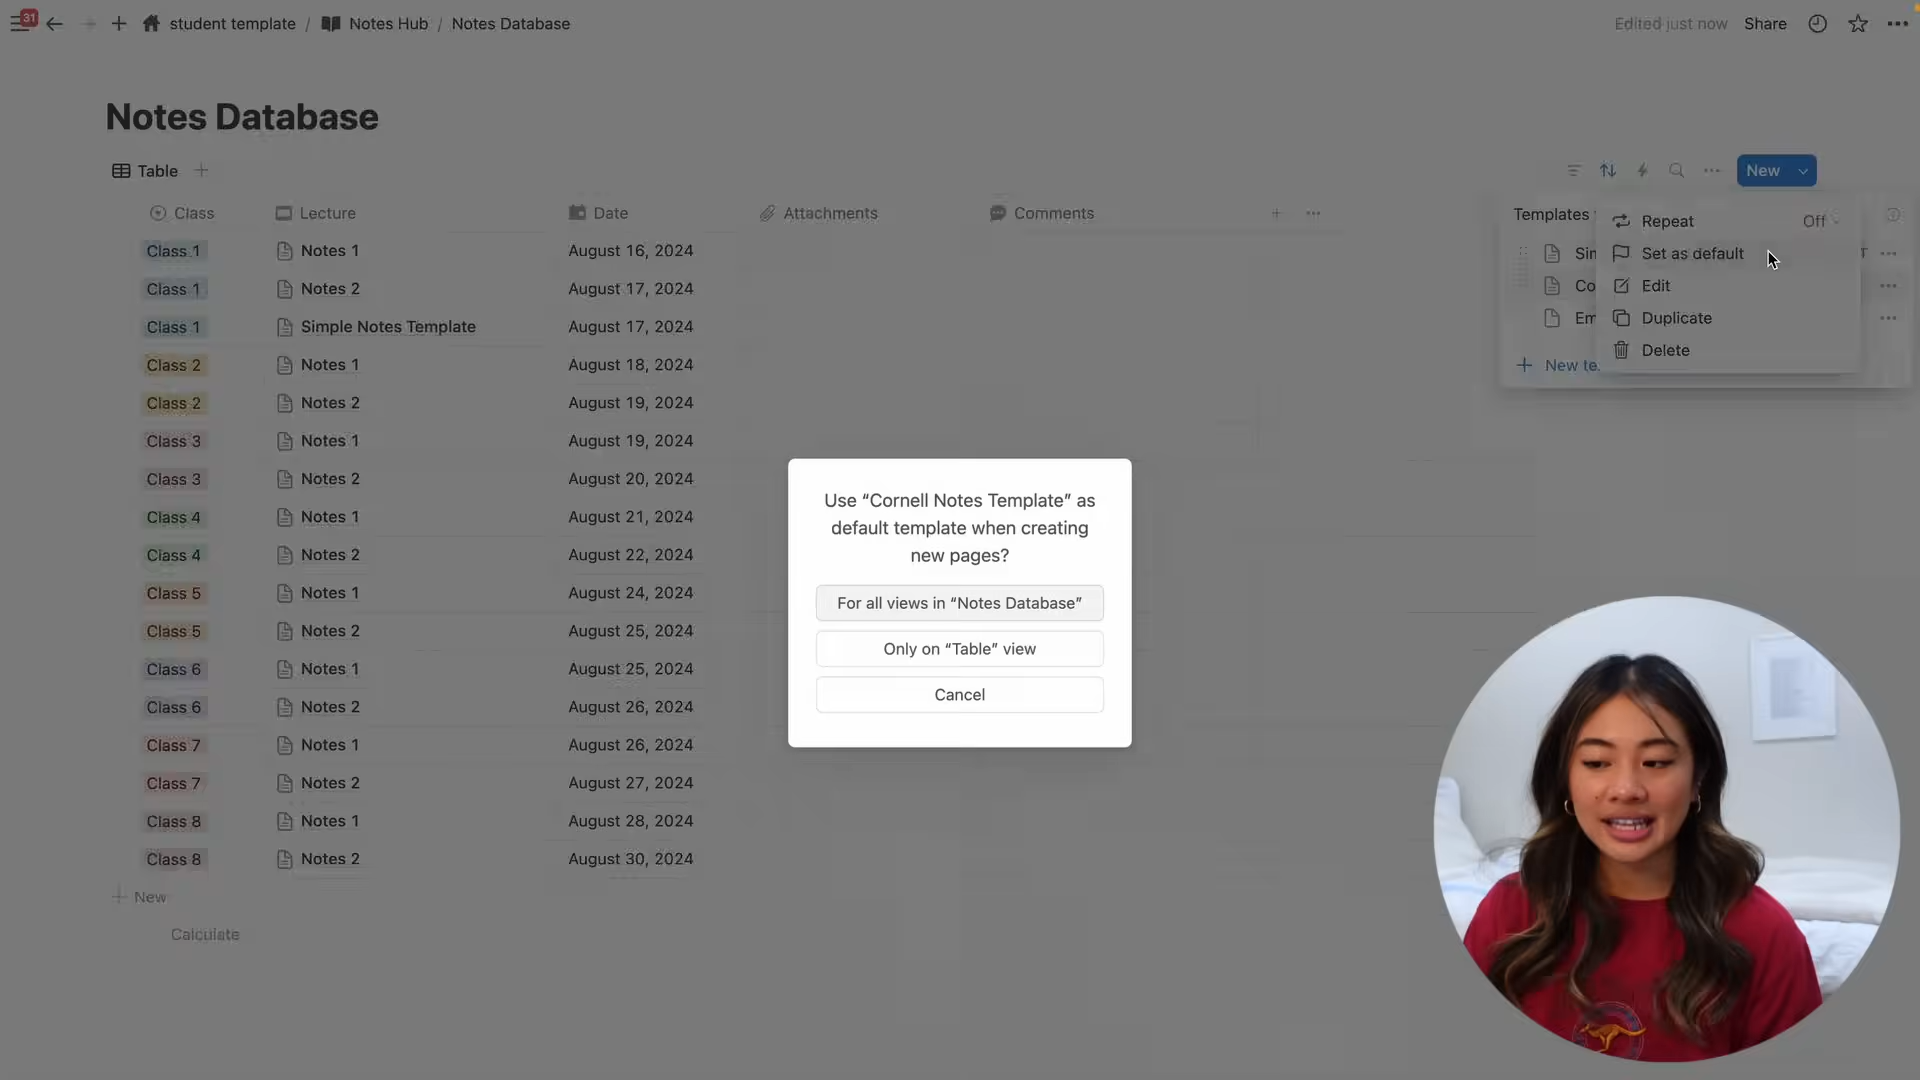 31
student template / Notes Hub / Notes Database
Edited just now Share
Notes Database
Table
New
Class Lecture Date Attachments Comments
Class 1 Notes 1 August 16, 2024
Class 1 Notes 2 August 17, 2024
Class 1 Simple Notes Template August 17, 2024
Class 2 Notes 1 August 18, 2024
Class 2 Notes 2 August 19, 2024
Class 3 Notes 1 August 19, 2024
Class 3 Notes 2 August 20, 2024
Class 4 Notes 1 August 21, 2024
Class 4 Notes 2 August 22, 2024
Class 5 Notes 1 August 24, 2024
Class 5 Notes 2 August 25, 2024
Class 6 Notes 1 August 25, 2024
Class 6 Notes 2 August 26, 2024
Class 7 Notes 1 August 26, 2024
Class 7 Notes 2 August 27, 2024
Class 8 Notes 1 August 28, 2024
Class 8 Notes 2 August 30, 2024
New
Calculate
Templates
Sim
Co
Em
New te
Repeat Off
Set as default
Edit
Duplicate
Delete
Use “Cornell Notes Template” as
default template when creating
new pages?
For all views in “Notes Database”
Only on “Table” view
Cancel